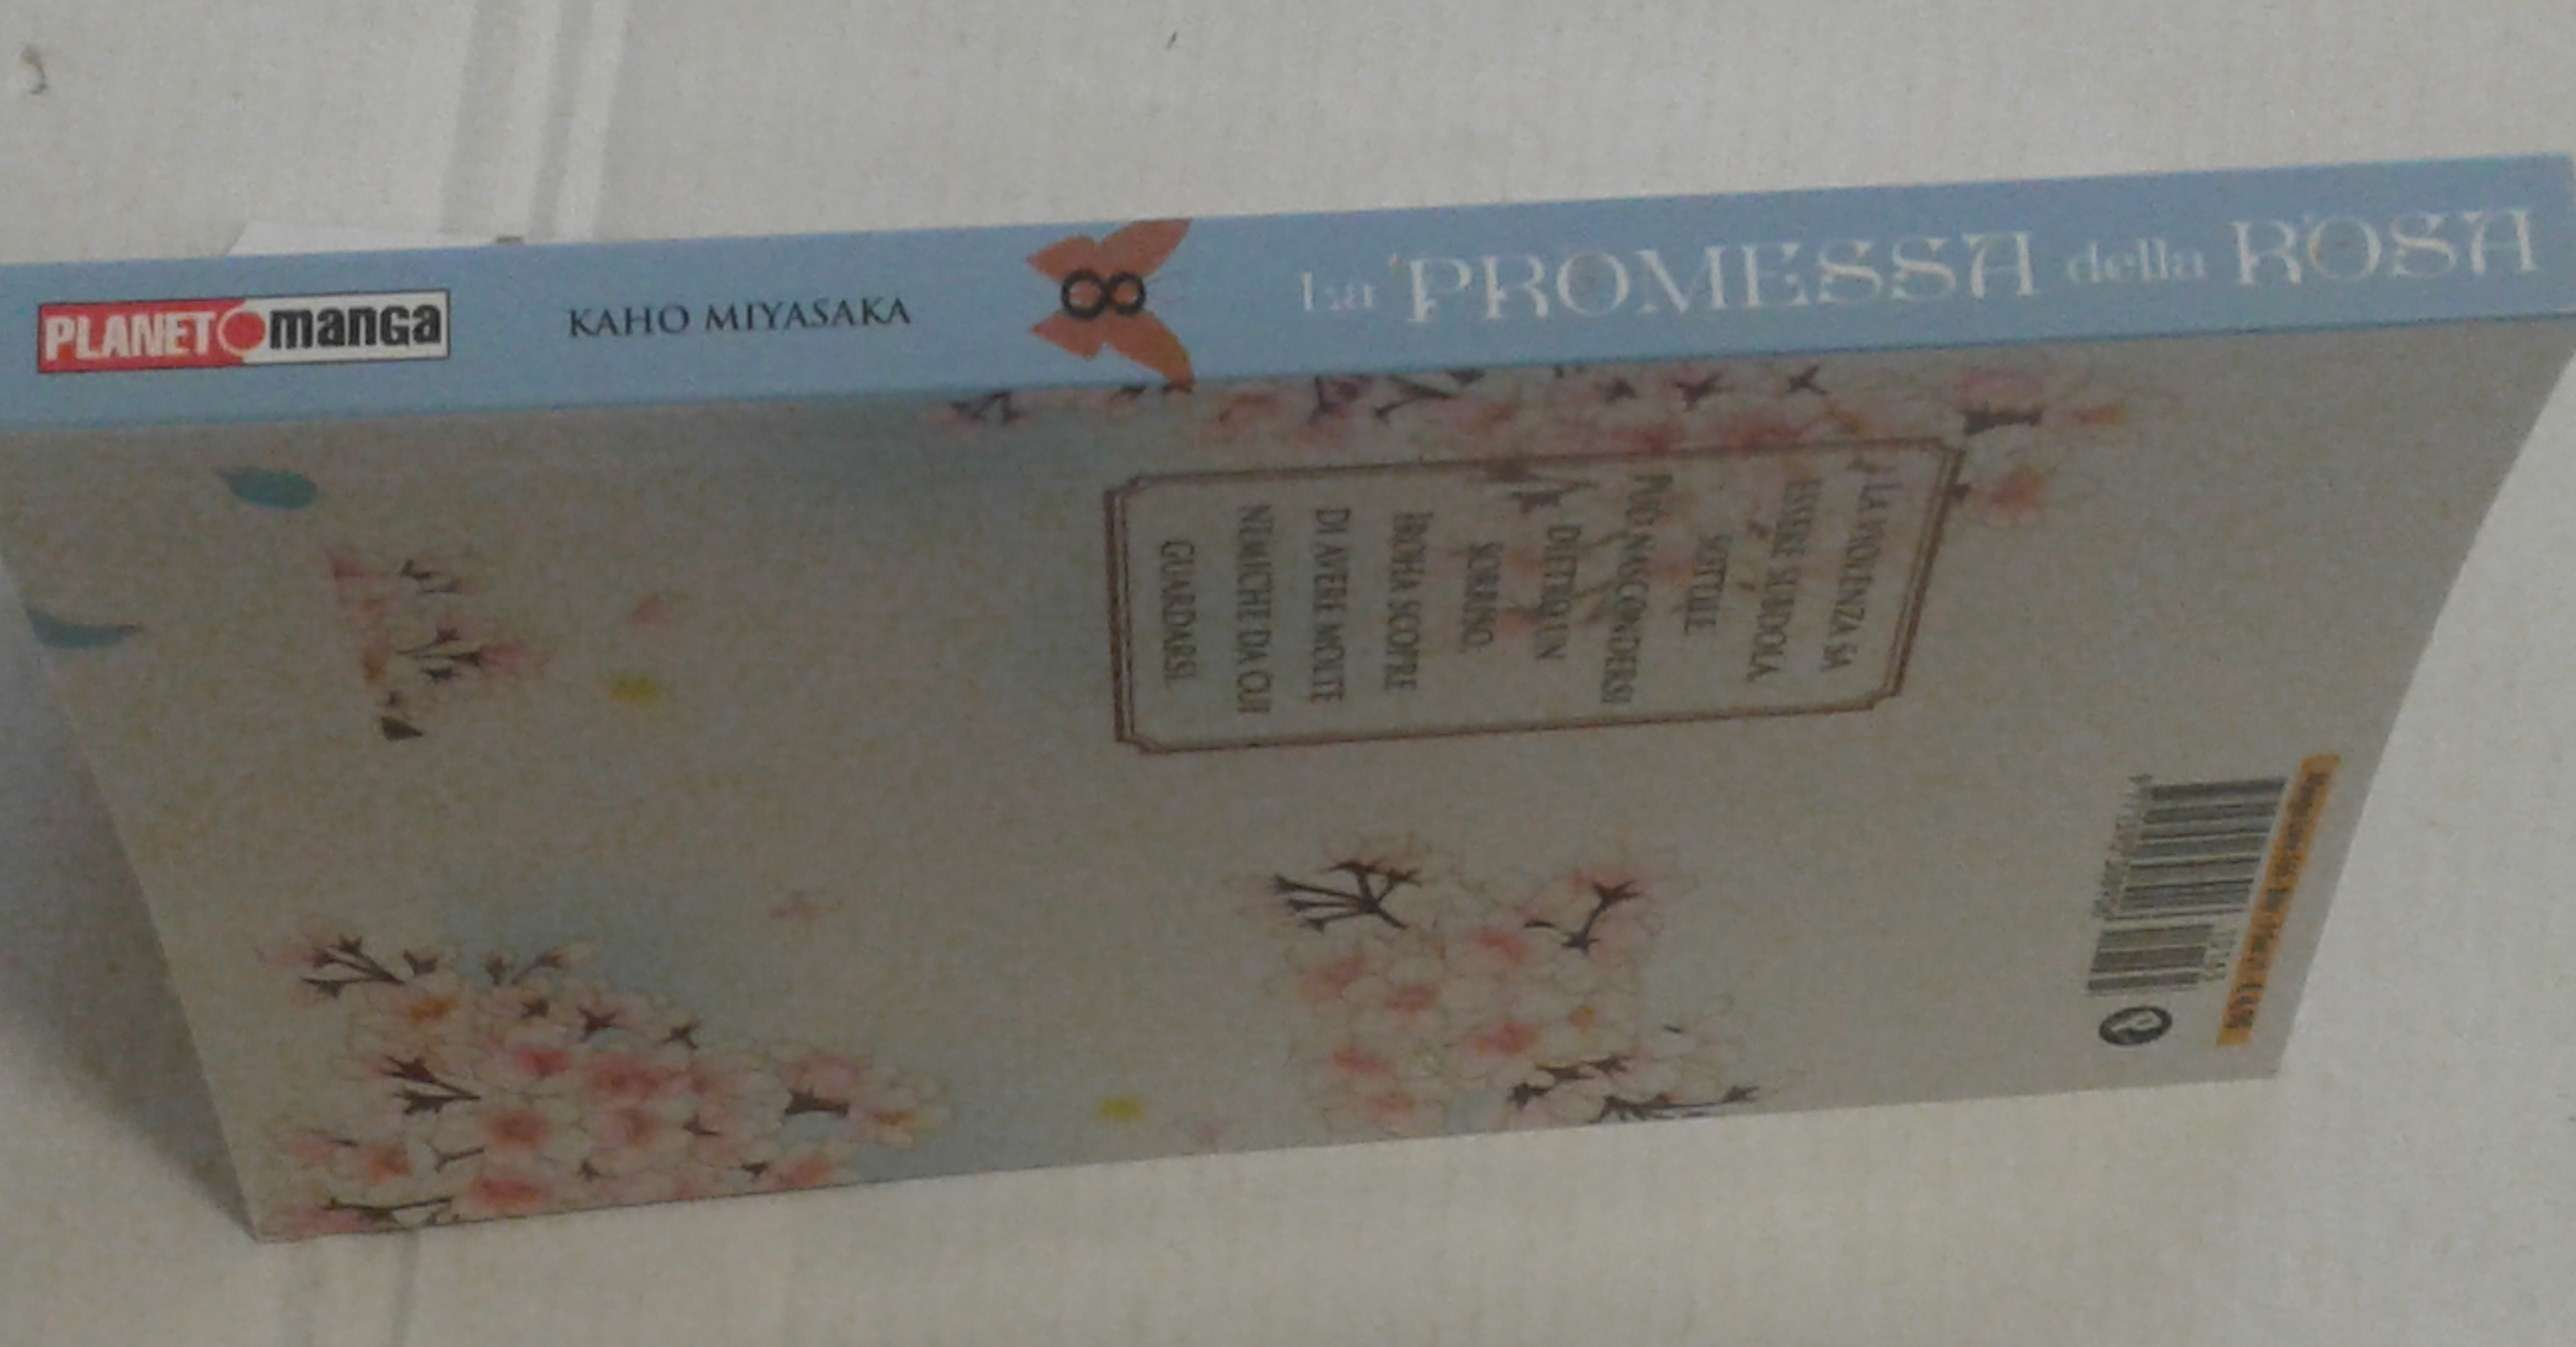 PLANET manga
KAHO MIYASAKA
8
La PROMESSA della ROSA
LA VIOLENZA SA
ESSERE SUBDOLA,
SOTTILE.
PUÒ NASCONDERSI
DIETRO UN
SORRISO.
IROHA SCOPRE
DI AVERE MOLTE
NEMICHE DA CUI
GUARDARSI.